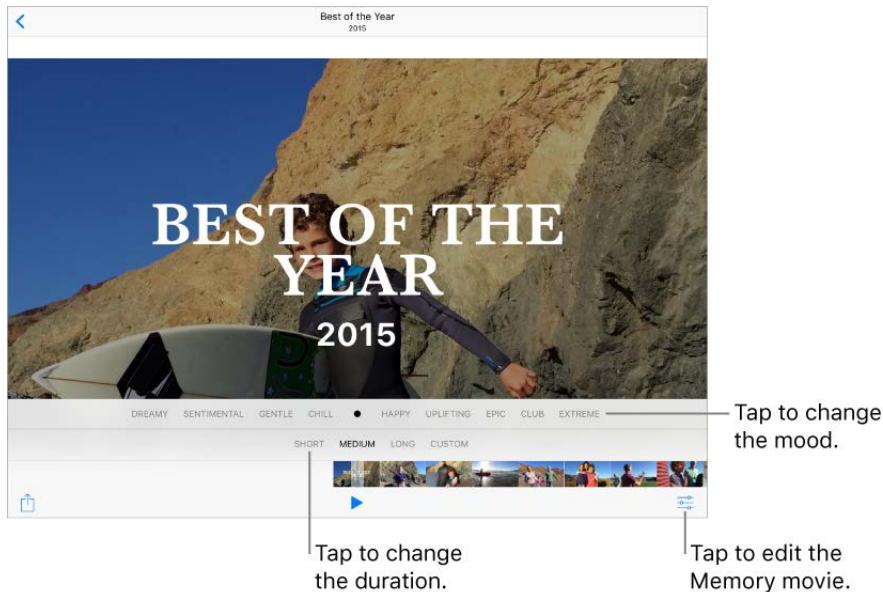 Best of the Year
2015
BEST OF THE
YEAR
2015
DREAMY SENTIMENTAL GENTLE CHILL HAPPY UPLIFTING EPIC CLUB EXTREME
Tap to change
the mood.
SHORT MEDIUM LONG CUSTOM
Tap to change
the duration.
Tap to edit the
Memory movie.